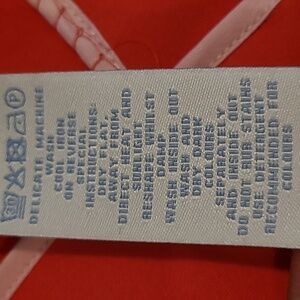 DELICATE MACHINE
WASH
COOL IRON
ON REVERSE
SPECIAL
INSTRUCTIONS:
DRY FLAT,
AWAY FROM
DIRECT HEAT AND
SUNLIGHT
RESHAPE WHILST
DAMP
WASH INSIDE OUT
WASH AND
DRY DARK
COLOURS
SEPARATELY
AND INSIDE OUT
DO NOT RUB STAINS
USE DETERGENT
RECOMMENDED FOR
COLOURS